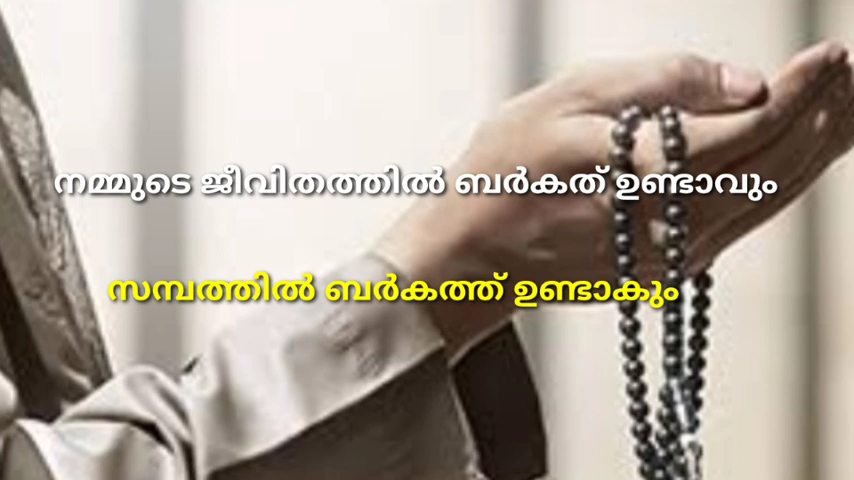 നമ്മുടെ ജീവിതത്തിൽ ബർകത് ഉണ്ടാവും
സമ്പത്തിൽ ബർകത്ത് ഉണ്ടാകും